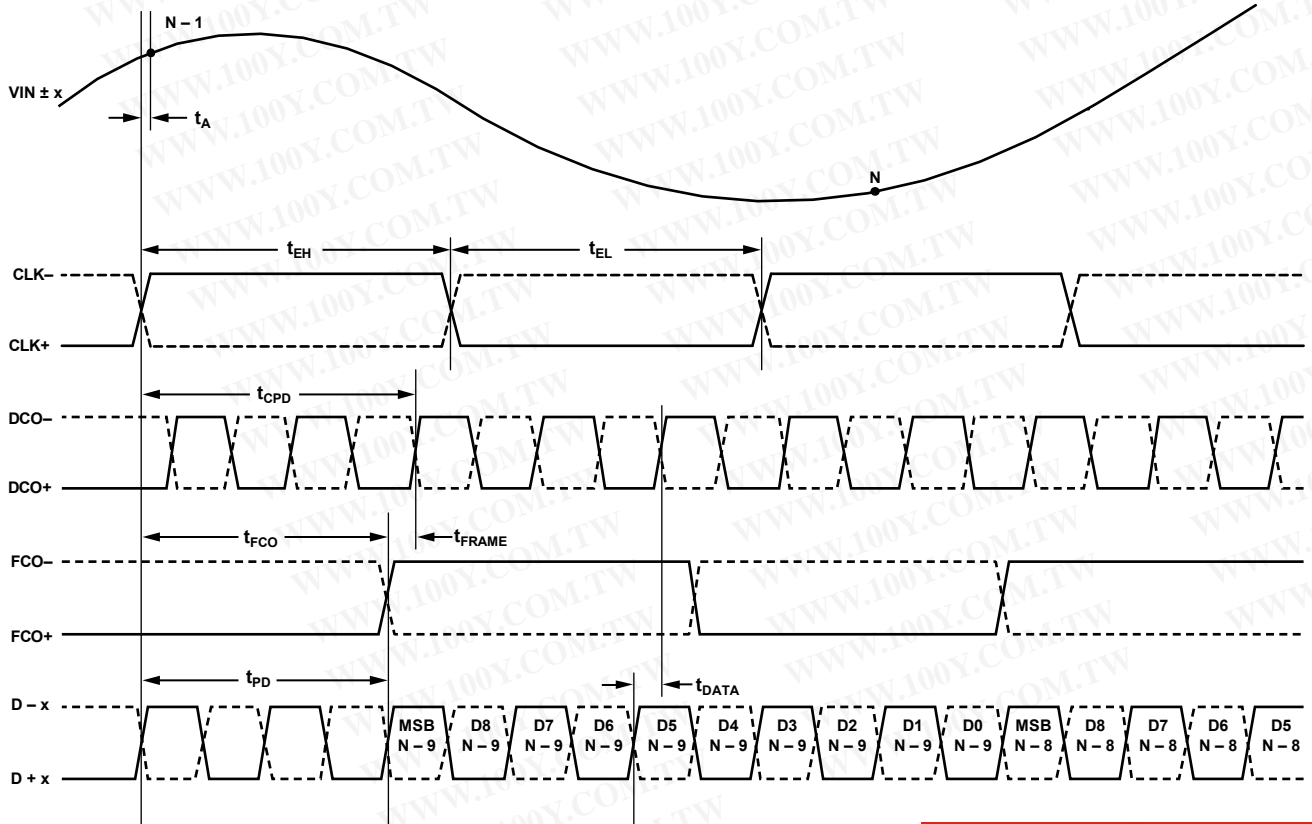 N – 1
VIN ± x
tA
N
tEH
tEL
CLK–
CLK+
tCPD
DCO–
DCO+
tFCO
tFRAME
FCO–
FCO+
tPD
tDATA
D – x
MSB D8 D7 D6 D5 D4 D3 D2 D1 D0 MSB D8 D7 D6 D5
N – 9 N – 9 N – 9 N – 9 N – 9 N – 9 N – 9 N – 9 N – 9 N – 9 N – 8 N – 8 N – 8 N – 8 N – 8
D + x
WWW.100Y.COM.TW